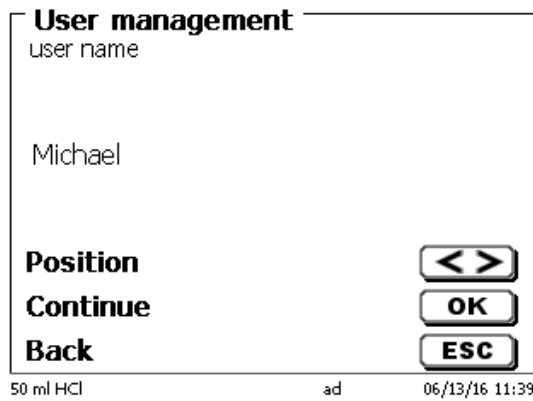 User management
user name
Michael
Position < >
Continue OK
Back ESC
50 ml HCl ad 06/13/16 11:39